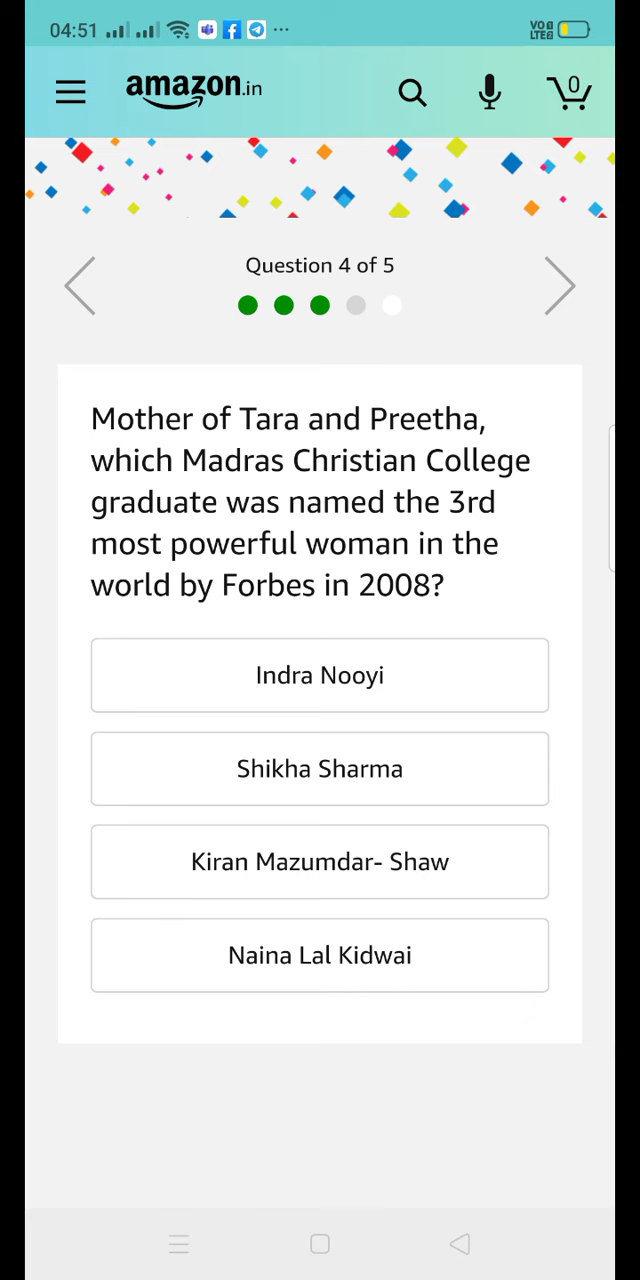 04:51
VO LTE
amazon.in
0
Question 4 of 5
Mother of Tara and Preetha,
which Madras Christian College
graduate was named the 3rd
most powerful woman in the
world by Forbes in 2008?
Indra Nooyi
Shikha Sharma
Kiran Mazumdar- Shaw
Naina Lal Kidwai